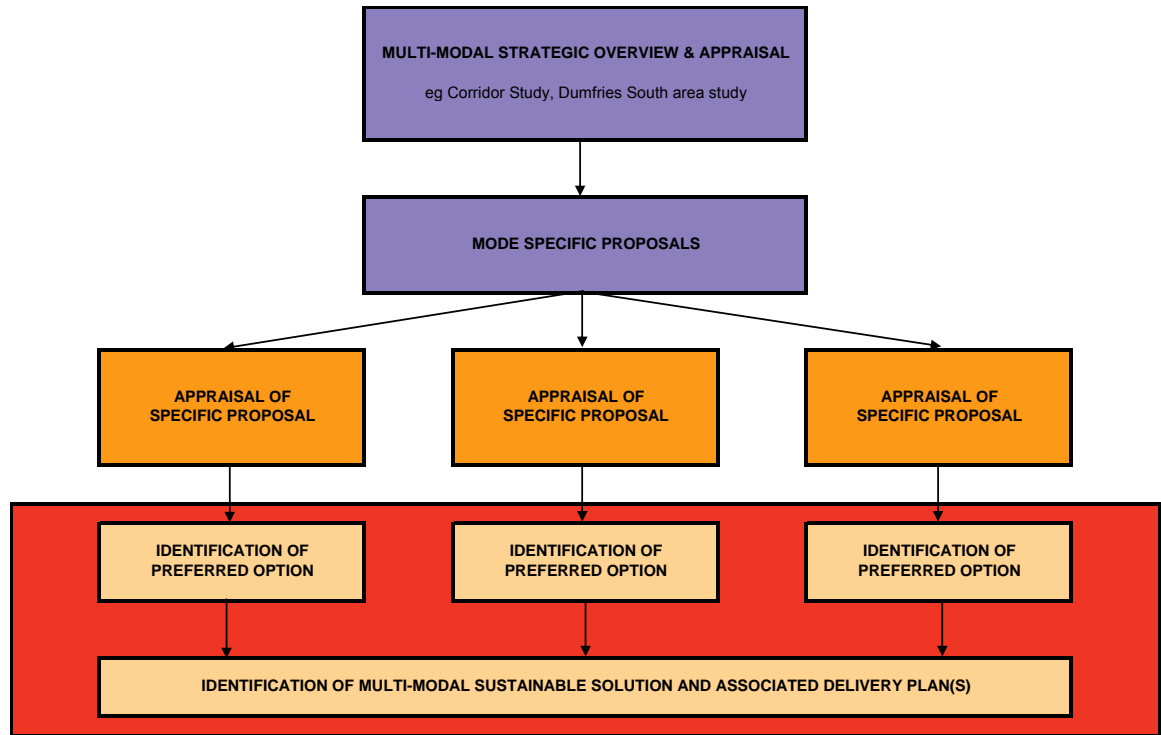 MULTI-MODAL STRATEGIC OVERVIEW & APPRAISAL
eg Corridor Study, Dumfries South area study
MODE SPECIFIC PROPOSALS
APPRAISAL OF
SPECIFIC PROPOSAL
APPRAISAL OF
SPECIFIC PROPOSAL
APPRAISAL OF
SPECIFIC PROPOSAL
IDENTIFICATION OF
PREFERRED OPTION
IDENTIFICATION OF
PREFERRED OPTION
IDENTIFICATION OF
PREFERRED OPTION
IDENTIFICATION OF MULTI-MODAL SUSTAINABLE SOLUTION AND ASSOCIATED DELIVERY PLAN(S)